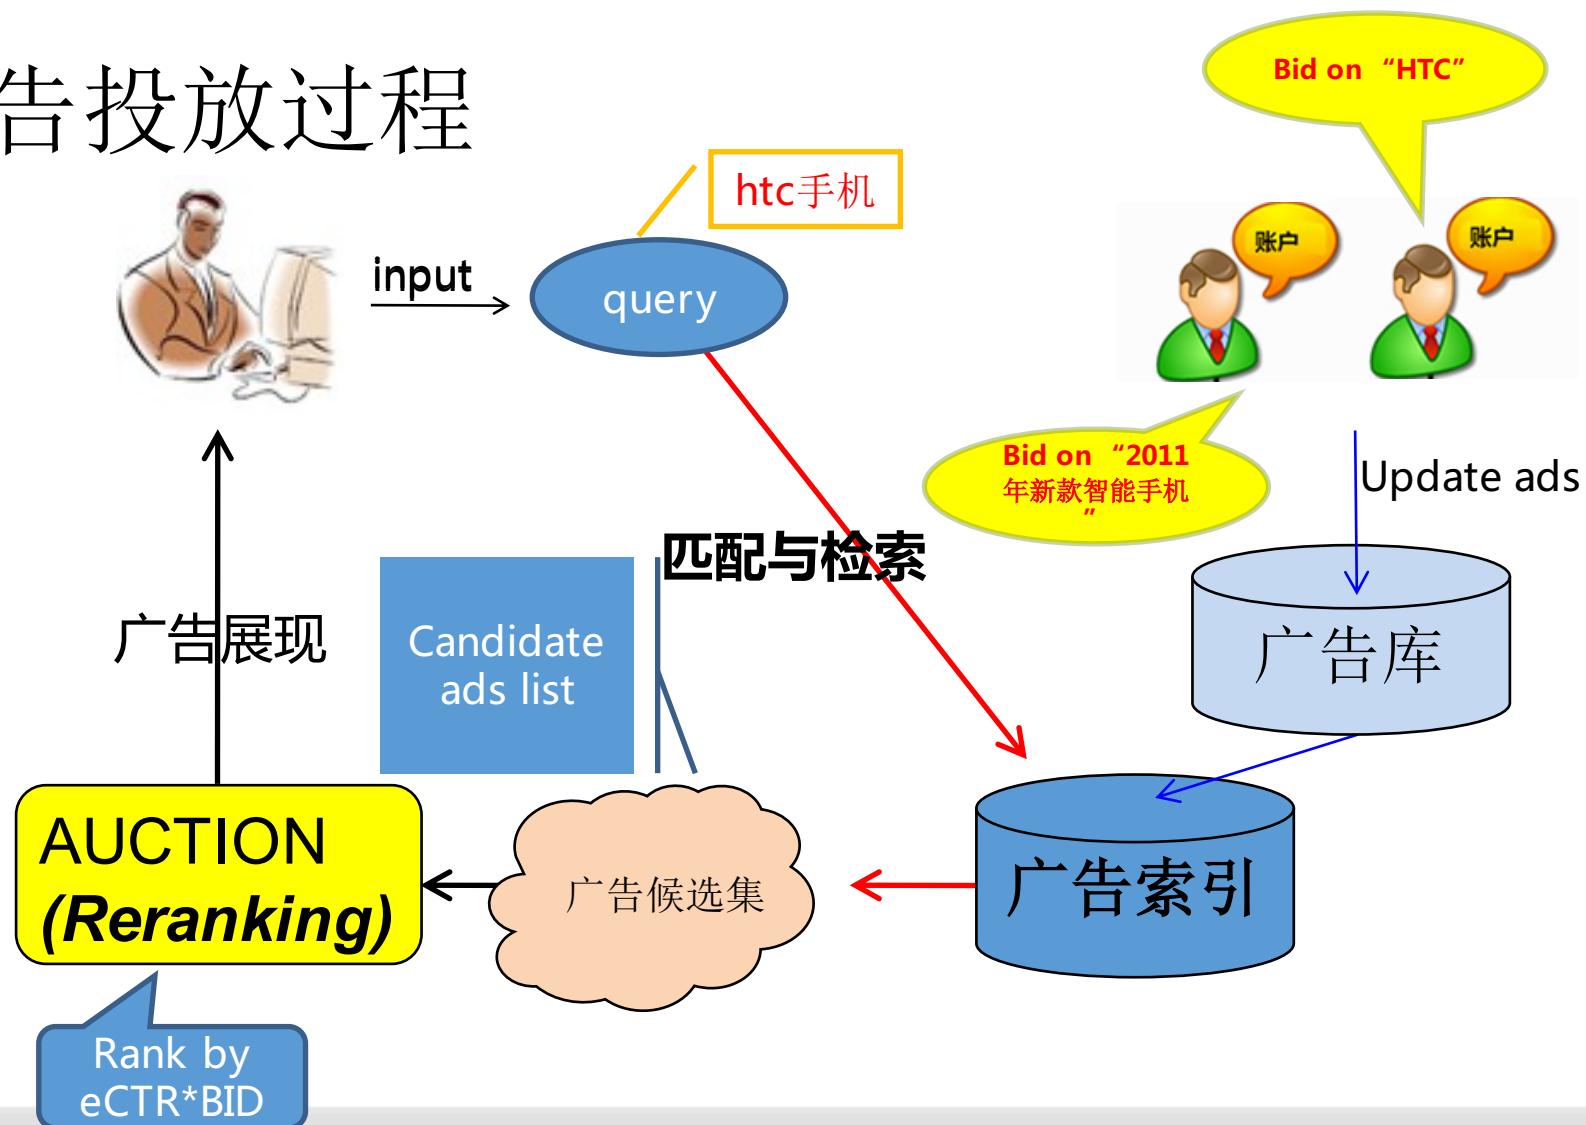 告投放过程
Bid on “HTC”
htc手机
账户
账户
input
query
Bid on “2011
年新款智能手机
”
Update ads
匹配与检索
广告展现
Candidate
ads list
广告库
AUCTION
(Reranking)
广告候选集
广告索引
Rank by
eCTR*BID